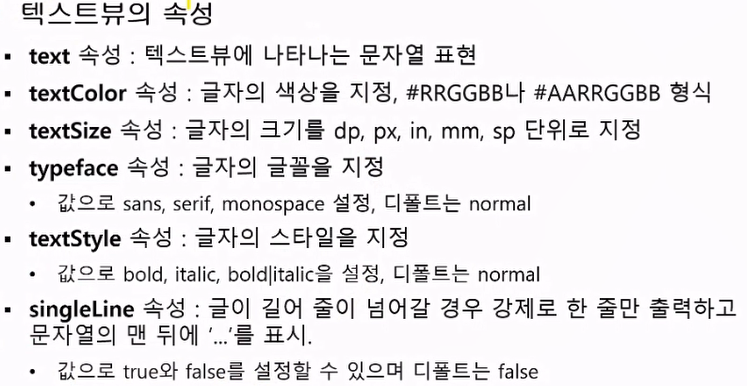 텍스트뷰의 속성
▪ text 속성 : 텍스트뷰에 나타나는 문자열 표현
▪ textColor 속성 : 글자의 색상을 지정, #RRGGBB나 #AARRGGBB 형식
▪ textSize 속성 : 글자의 크기를 dp, px, in, mm, sp 단위로 지정
▪ typeface 속성 : 글자의 글꼴을 지정
• 값으로 sans, serif, monospace 설정, 디폴트는 normal
▪ textStyle 속성 : 글자의 스타일을 지정
• 값으로 bold, italic, bold|italic을 설정, 디폴트는 normal
▪ singleLine 속성 : 글이 길어 줄이 넘어갈 경우 강제로 한 줄만 출력하고
문자열의 맨 뒤에 ‘...’를 표시.
• 값으로 true와 false를 설정할 수 있으며 디폴트는 false